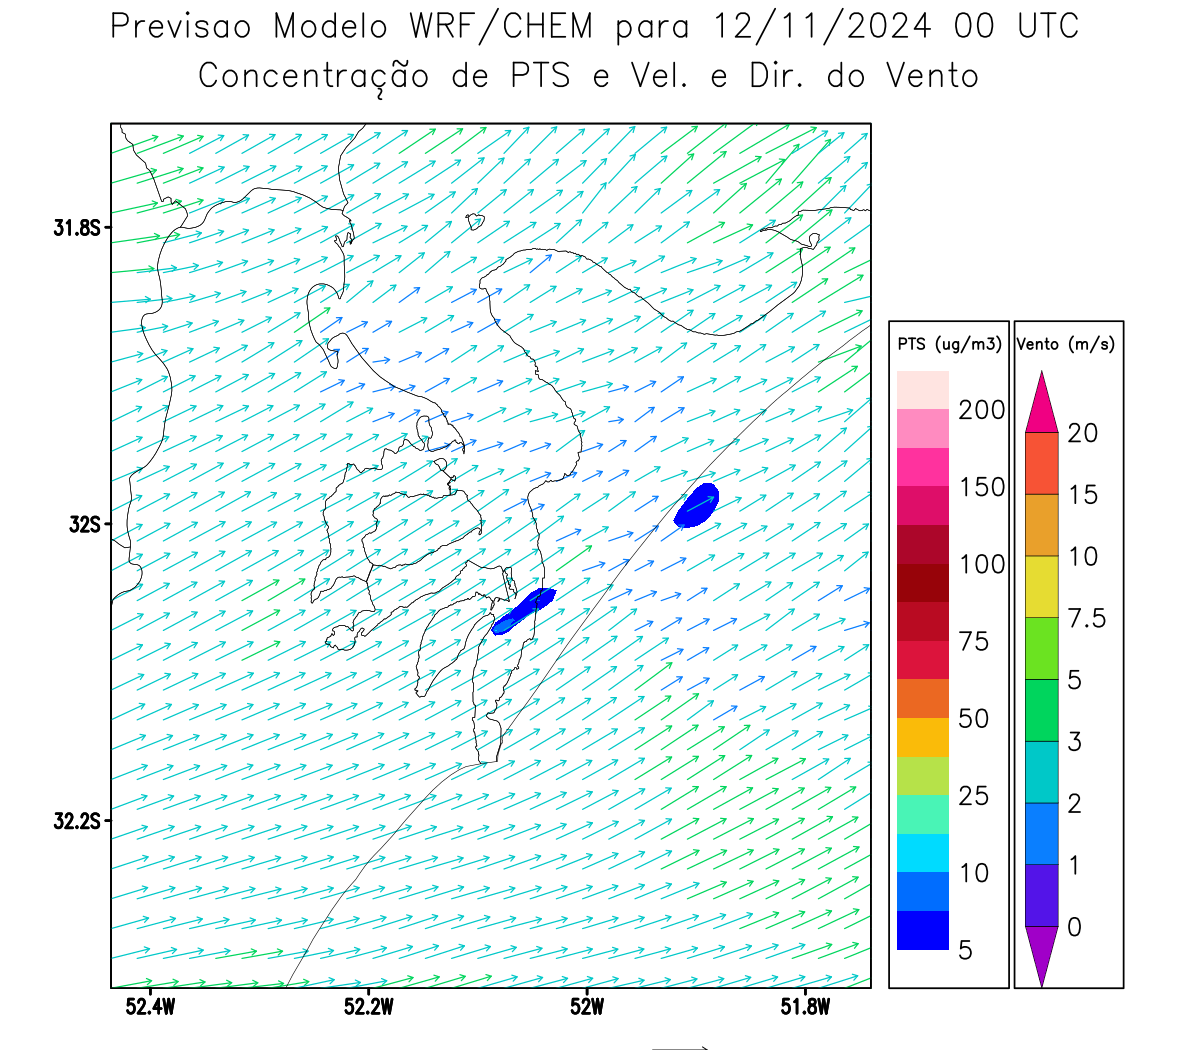 Previsao Modelo WRF/CHEM para 12/11/2024 00 UTC
Concentração de PTS e Vel. e Dir. do Vento
31.8S
32S
32.2S
52.4W
52.2W
52W
51.8W
PTS (ug/m3)
200
150
100
75
50
25
10
5
Vento (m/s)
20
15
10
7.5
5
3
2
1
0